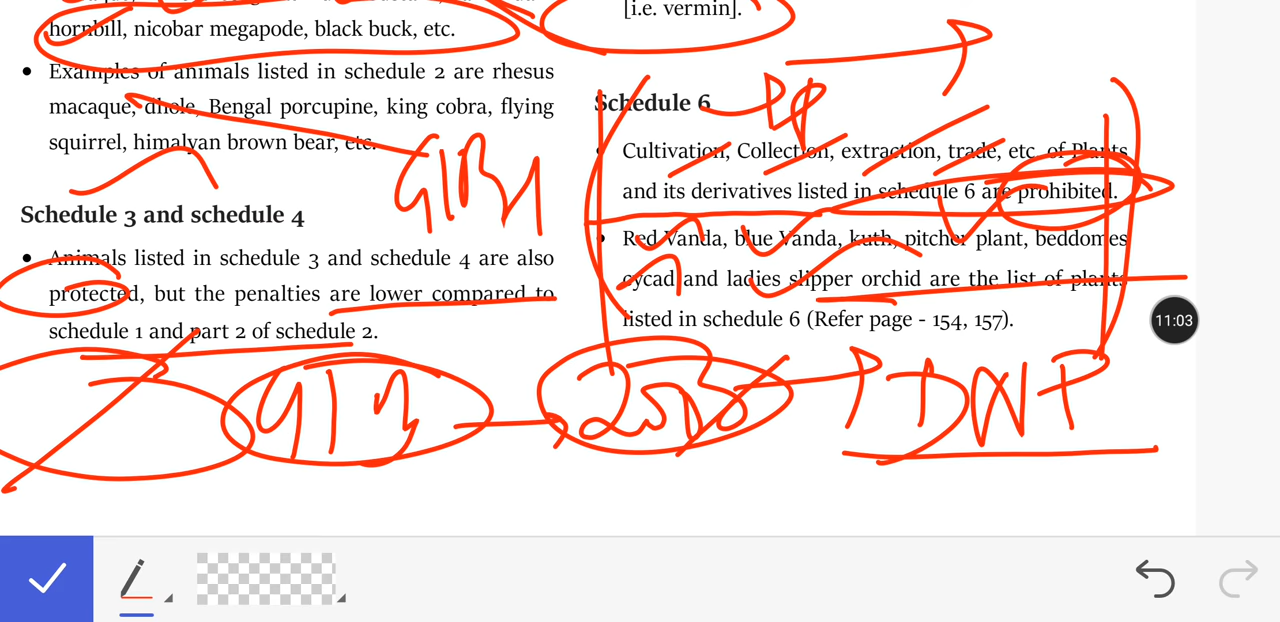 hornbill, nicobar megapode, black buck, etc.
• Examples of animals listed in schedule 2 are rhesus
macaque, dhole, Bengal porcupine, king cobra, flying
squirrel, himalyan brown bear, etc.
Schedule 3 and schedule 4
• Animals listed in schedule 3 and schedule 4 are also
protected, but the penalties are lower compared to
schedule 1 and part 2 of schedule 2.
[i.e. vermin].
Schedule 6
• Cultivation, Collection, extraction, trade, etc. of Plants
and its derivatives listed in schedule 6 are prohibited.
• Red Vanda, blue Vanda, kuth, pitcher plant, beddomes
cycad and ladies slipper orchid are the list of plants
listed in schedule 6 (Refer page - 154, 157).
11:03